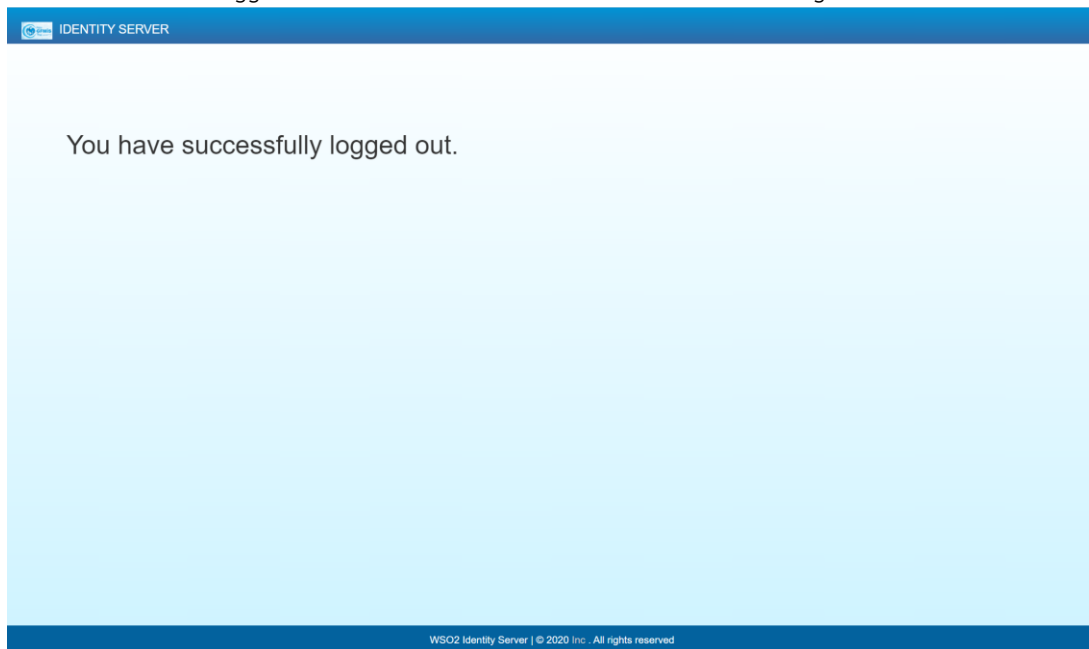 IDENTITY SERVER
You have successfully logged out.
WSO2 Identity Server | © 2020 Inc . All rights reserved